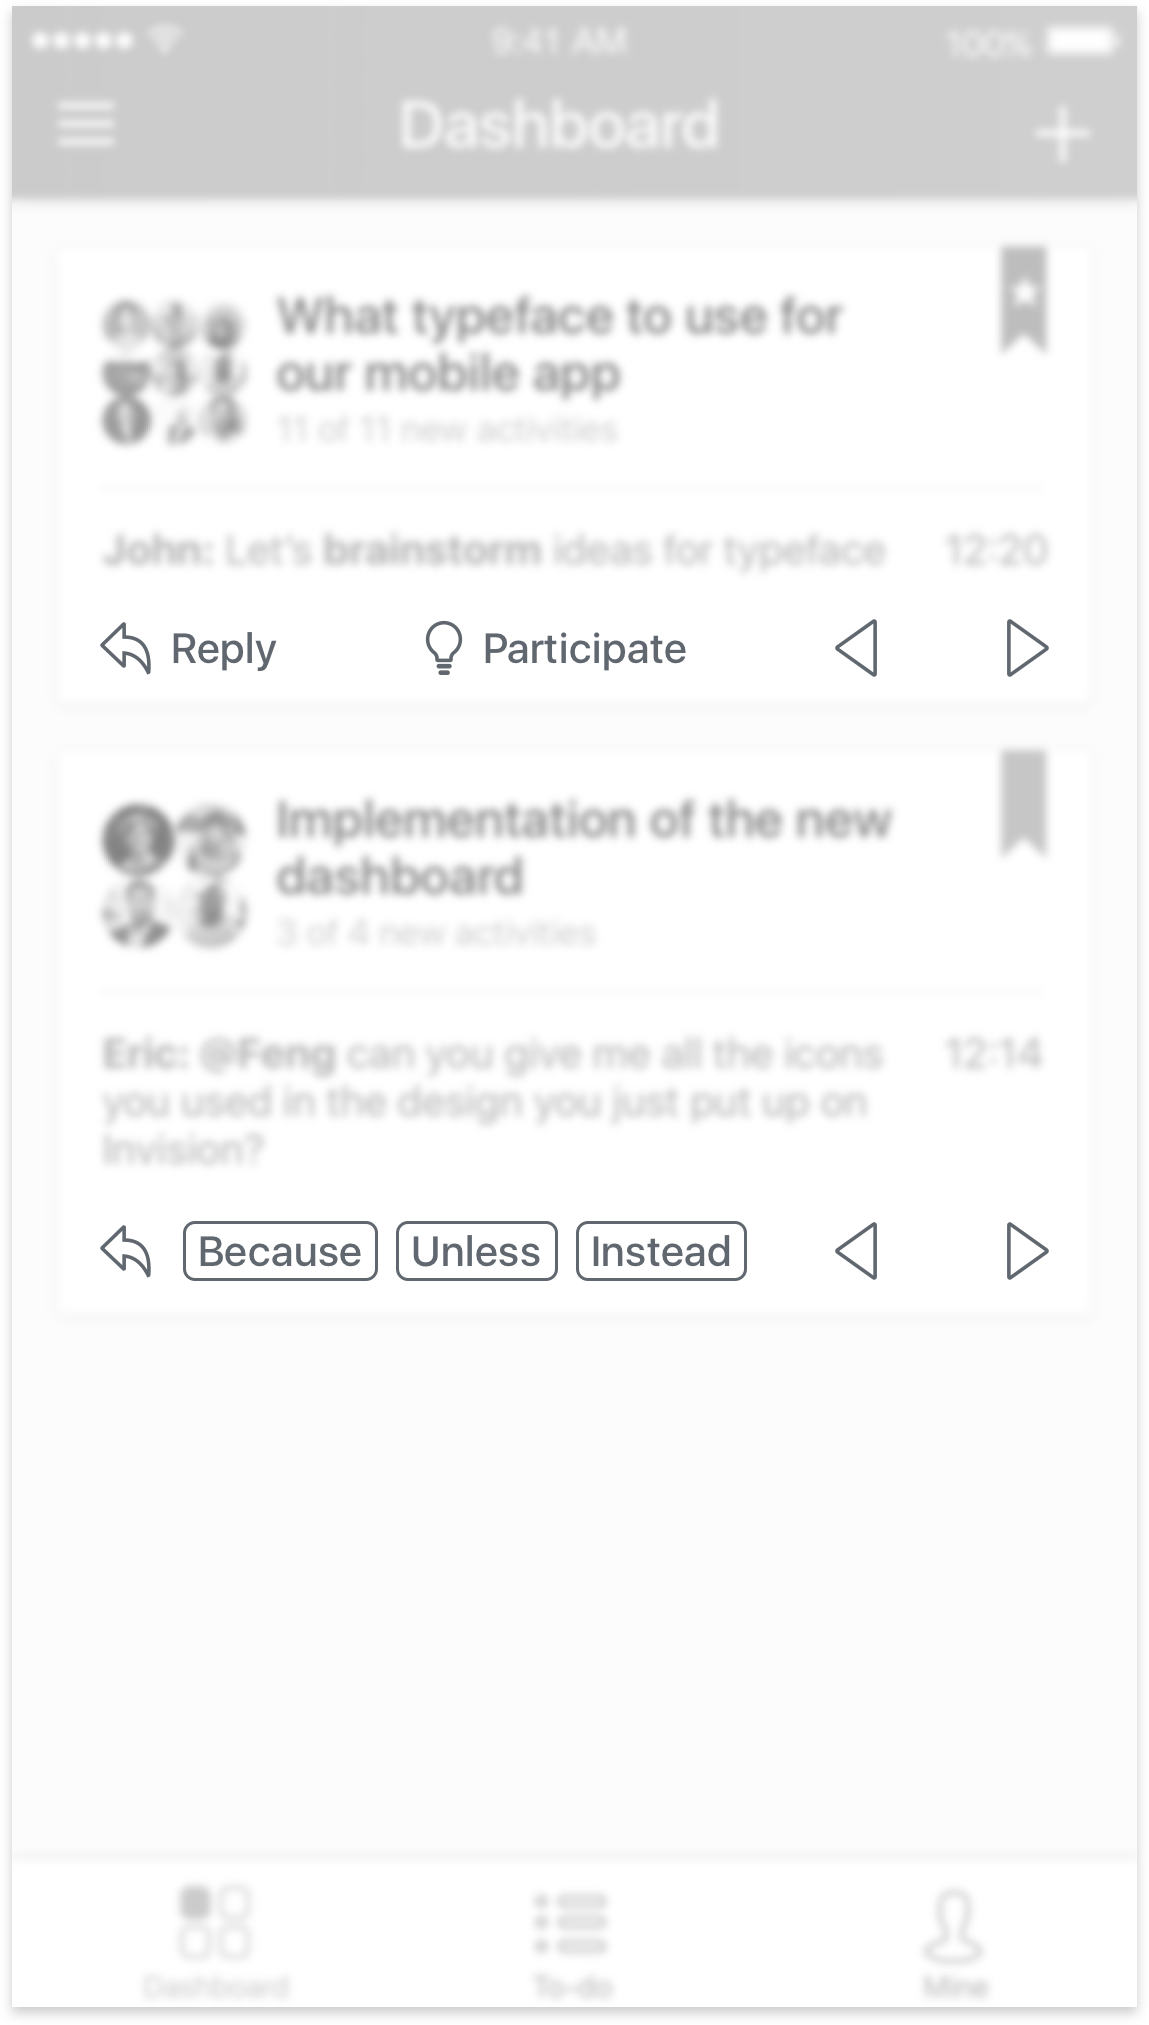 9:41 AM 100%
Dashboard
What typeface to use for
our mobile app
11 of 11 new activities
John: Let's brainstorm ideas for typeface 12:20
Reply Participate
Implementation of the new
dashboard
3 of 4 new activities
Eric: @Feng can you give me all the icons 12:14
you used in the design you just put up on
Invision?
Because Unless Instead
Dashboard To-do Mine